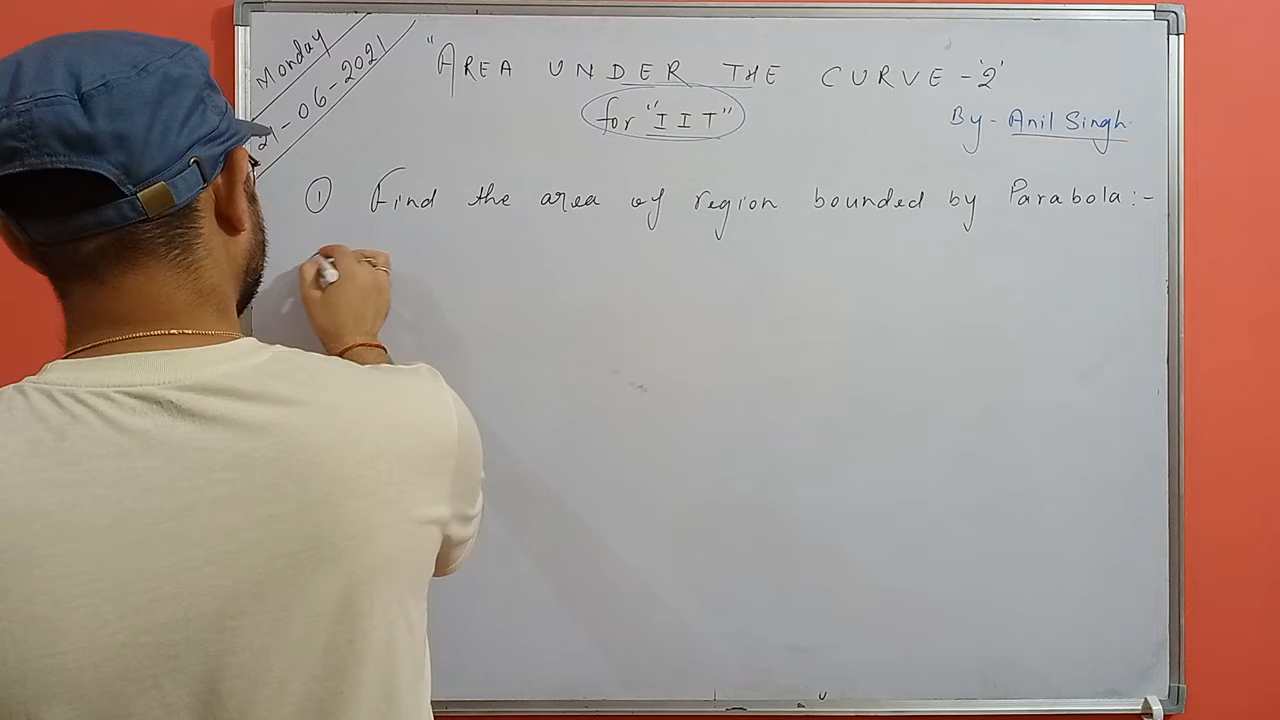 Monday
21-06-2021
"AREA UNDER THE CURVE -'2'
for "IIT"
By - Anil Singh
① Find the area of region bounded by Parabola :-